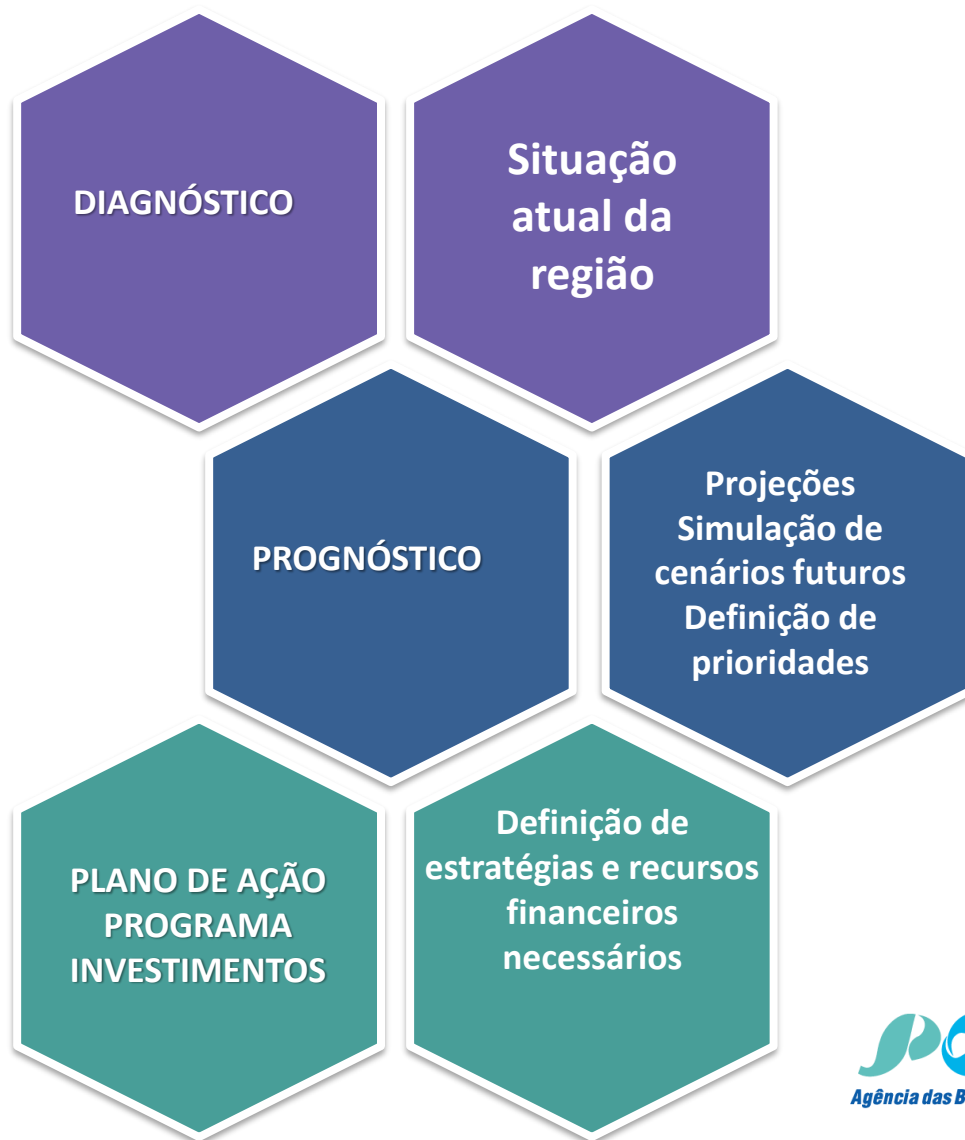 DIAGNÓSTICO
Situação
atual da
região
PROGNÓSTICO
Projeções
Simulação de
cenários futuros
Definição de
prioridades
PLANO DE AÇÃO
PROGRAMA
INVESTIMENTOS
Definição de
estratégias e recursos
financeiros
necessários
Agência das B